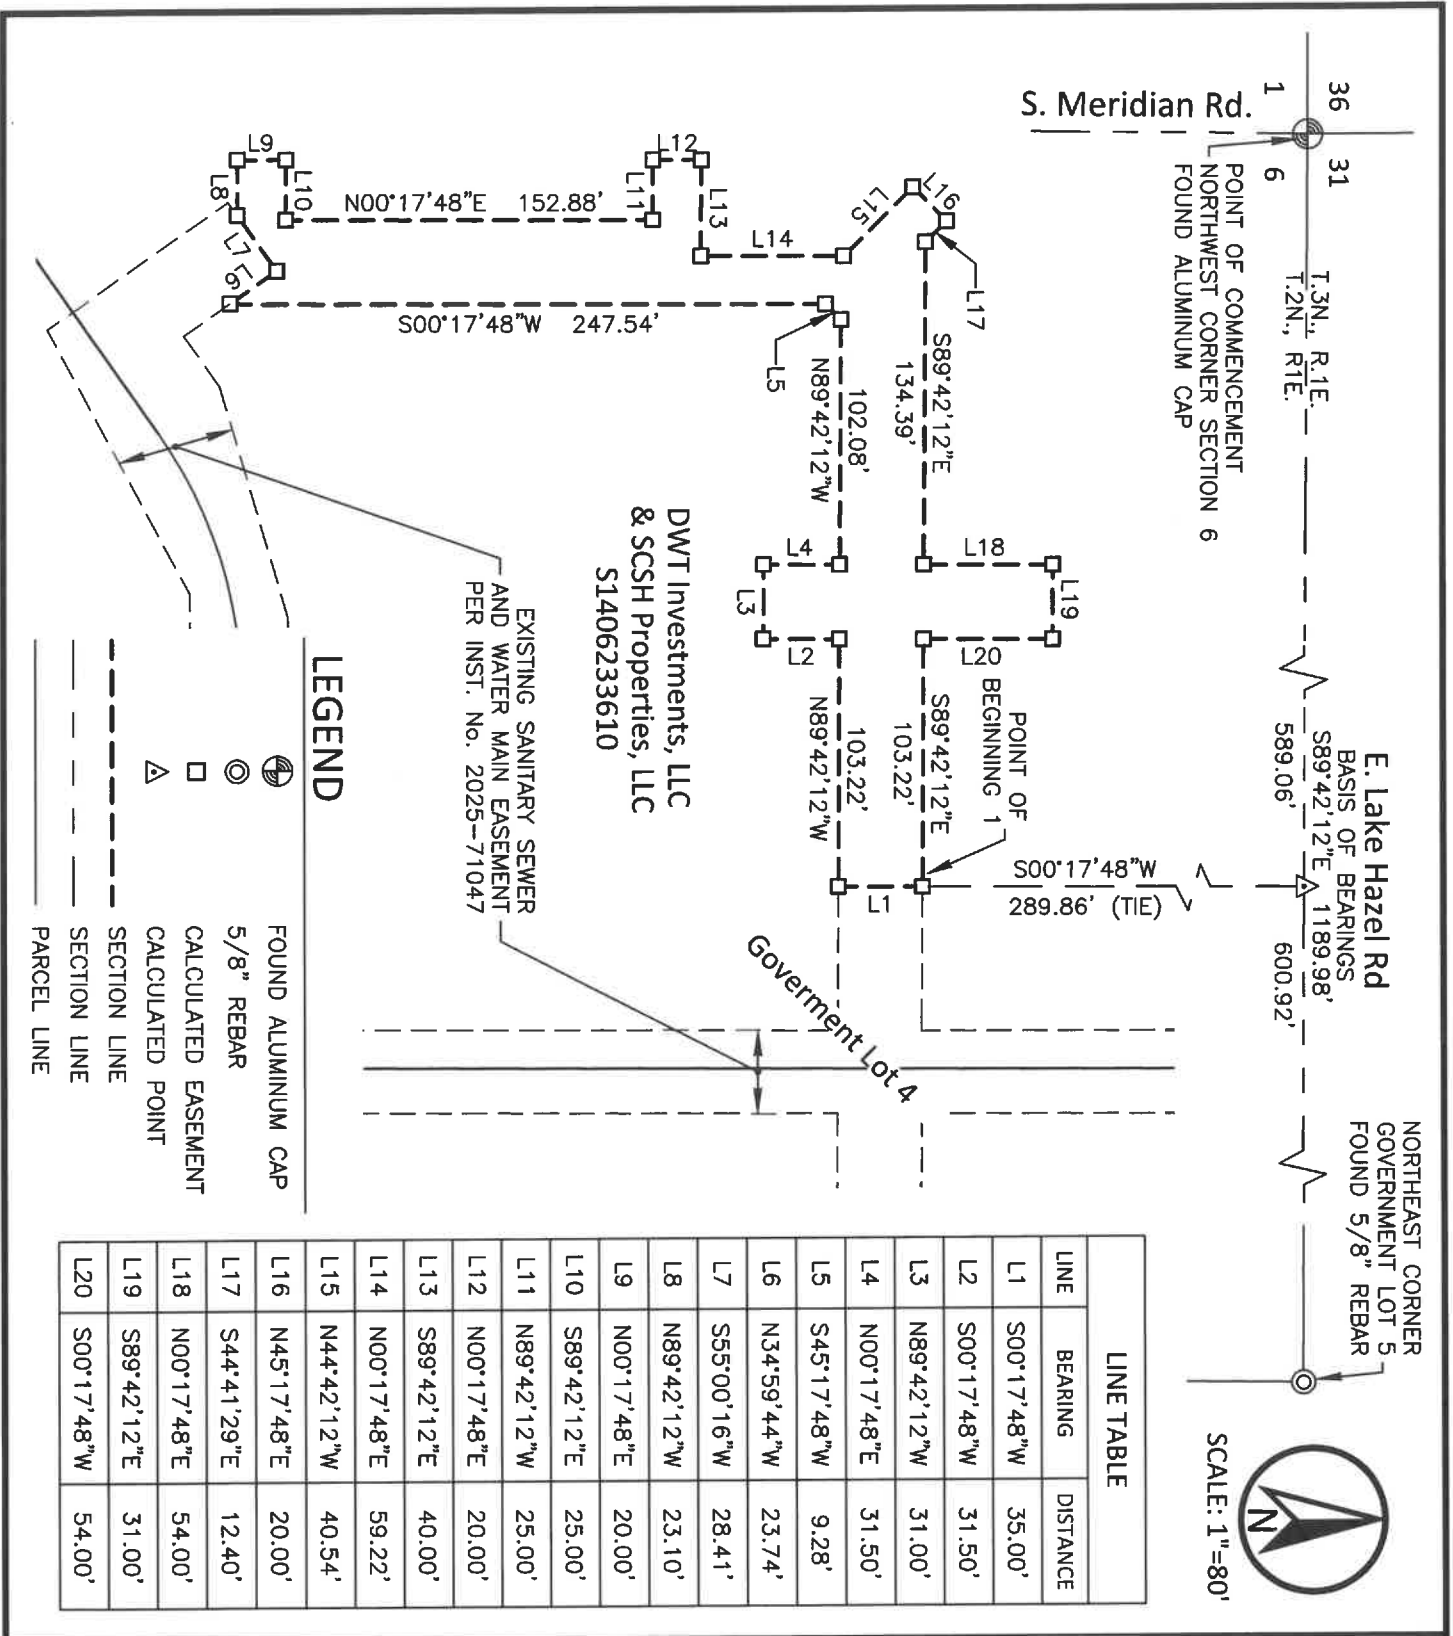 36
31
1
6
S. Meridian Rd.
POINT OF COMMENCEMENT
NORTHWEST CORNER SECTION 6
FOUND ALUMINUM CAP
T.3N., R.1E.
T.2N., R1E.
E. Lake Hazel Rd
BASIS OF BEARINGS
S89°42'12"E 1189.98'
589.06'
600.92'
NORTHEAST CORNER
GOVERNMENT LOT 5
FOUND 5/8" REBAR
N
SCALE: 1"=80'
S00°17'48"W
289.86' (TIE)
POINT OF
BEGINNING 1
L1
S89°42'12"E
103.22'
103.22'
N89°42'12"W
L20
L19
L18
L2
L3
L4
S89°42'12"E
134.39'
102.08'
N89°42'12"W
L17
L16
L15
L14
L13
L12
L11
L5
N00°17'48"E 152.88'
S00°17'48"W 247.54'
L10
L9
L8
L7
L6
DWT Investments, LLC
& SCSH Properties, LLC
S1406233610
Goverment Lot 4
EXISTING SANITARY SEWER
AND WATER MAIN EASEMENT
PER INST. No. 2025-71047
LEGEND
FOUND ALUMINUM CAP
5/8" REBAR
CALCULATED EASEMENT
CALCULATED POINT
SECTION LINE
SECTION LINE
PARCEL LINE
LINE TABLE
LINE BEARING DISTANCE
L1 S00°17'48"W 35.00'
L2 S00°17'48"W 31.50'
L3 N89°42'12"W 31.00'
L4 N00°17'48"E 31.50'
L5 S45°17'48"W 9.28'
L6 N34°59'44"W 23.74'
L7 S55°00'16"W 28.41'
L8 N89°42'12"W 23.10'
L9 N00°17'48"E 20.00'
L10 S89°42'12"E 25.00'
L11 N89°42'12"W 25.00'
L12 N00°17'48"E 20.00'
L13 S89°42'12"E 40.00'
L14 N00°17'48"E 59.22'
L15 N44°42'12"W 40.54'
L16 N45°17'48"E 20.00'
L17 S44°41'29"E 12.40'
L18 N00°17'48"E 54.00'
L19 S89°42'12"E 31.00'
L20 S00°17'48"W 54.00'